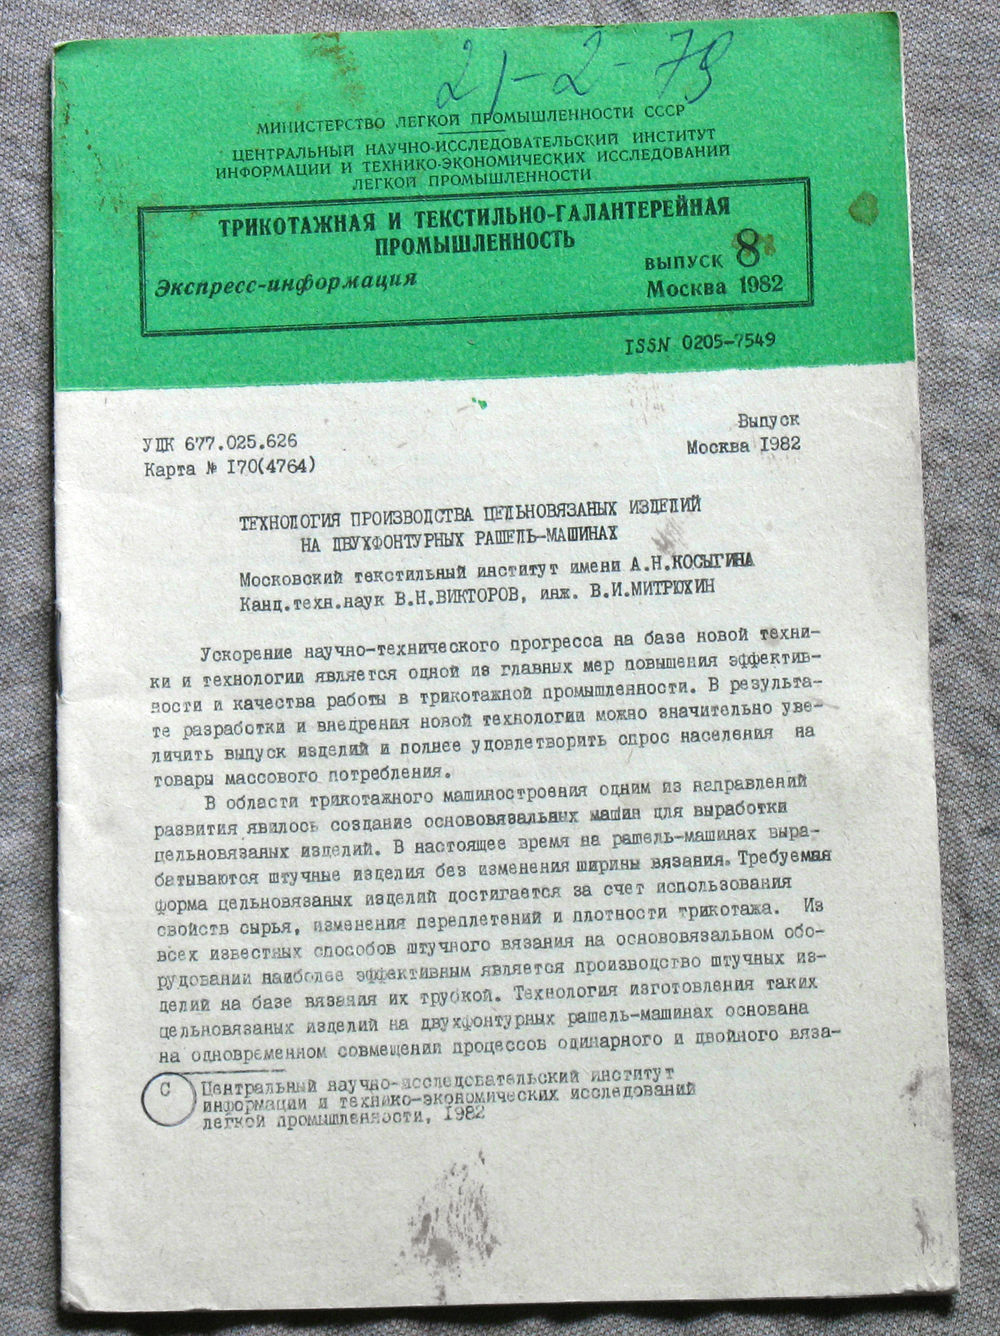 21-2-79
МИНИСТЕРСТВО ЛЕГКОЙ ПРОМЫШЛЕННОСТИ СССР
ЦЕНТРАЛЬНЫЙ НАУЧНО-ИССЛЕДОВАТЕЛЬСКИЙ ИНСТИТУТ
ИНФОРМАЦИИ И ТЕХНИКО-ЭКОНОМИЧЕСКИХ ИССЛЕДОВАНИЙ
ЛЕГКОЙ ПРОМЫШЛЕННОСТИ
ТРИКОТАЖНАЯ И ТЕКСТИЛЬНО-ГАЛАНТЕРЕЙНАЯ
ПРОМЫШЛЕННОСТЬ
Экспресс-информация
ВЫПУСК 8
Москва 1982
ISSN 0205-7549
УДК 677.025.626
Карта № I70(4764)
Выпуск
Москва I982
ТЕХНОЛОГИЯ ПРОИЗВОДСТВА ЦЕЛЬНОВЯЗАНЫХ ИЗДЕЛИЙ
НА ДВУХФОНТУРНЫХ РАШЕЛЬ-МАШИНАХ
Московский текстильный институт имени А.Н.КОСЫГИНА
Канд.техн.наук В.Н.ВИКТОРОВ, инж. В.И.МИТРЮХИН
Ускорение научно-технического прогресса на базе новой техни-
ки и технологии является одной из главных мер повышения эффектив-
ности и качества работы в трикотажной промышленности. В результа-
те разработки и внедрения новой технологии можно значительно уве-
личить выпуск изделий и полнее удовлетворить спрос населения на
товары массового потребления.
В области трикотажного машиностроения одним из направлений
развития явилось создание основовязальных машин для выработки
цельновязаных изделий. В настоящее время на рашель-машинах выра-
батываются штучные изделия без изменения ширины вязания. Требуемая
форма цельновязаных изделий достигается за счет использования
свойств сырья, изменения переплетений и плотности трикотажа. Из
всех известных способов штучного вязания на основовязальном обо-
рудовании наиболее эффективным является производство штучных из-
делий на базе вязания их трубкой. Технология изготовления таких
цельновязаных изделий на двухфонтурных рашель-машинах основана
на одновременном совмещении процессов одинарного и двойного вяза-
С Центральный научно-исследовательский институт
информации и технико-экономических исследований
легкой промышленности, I982